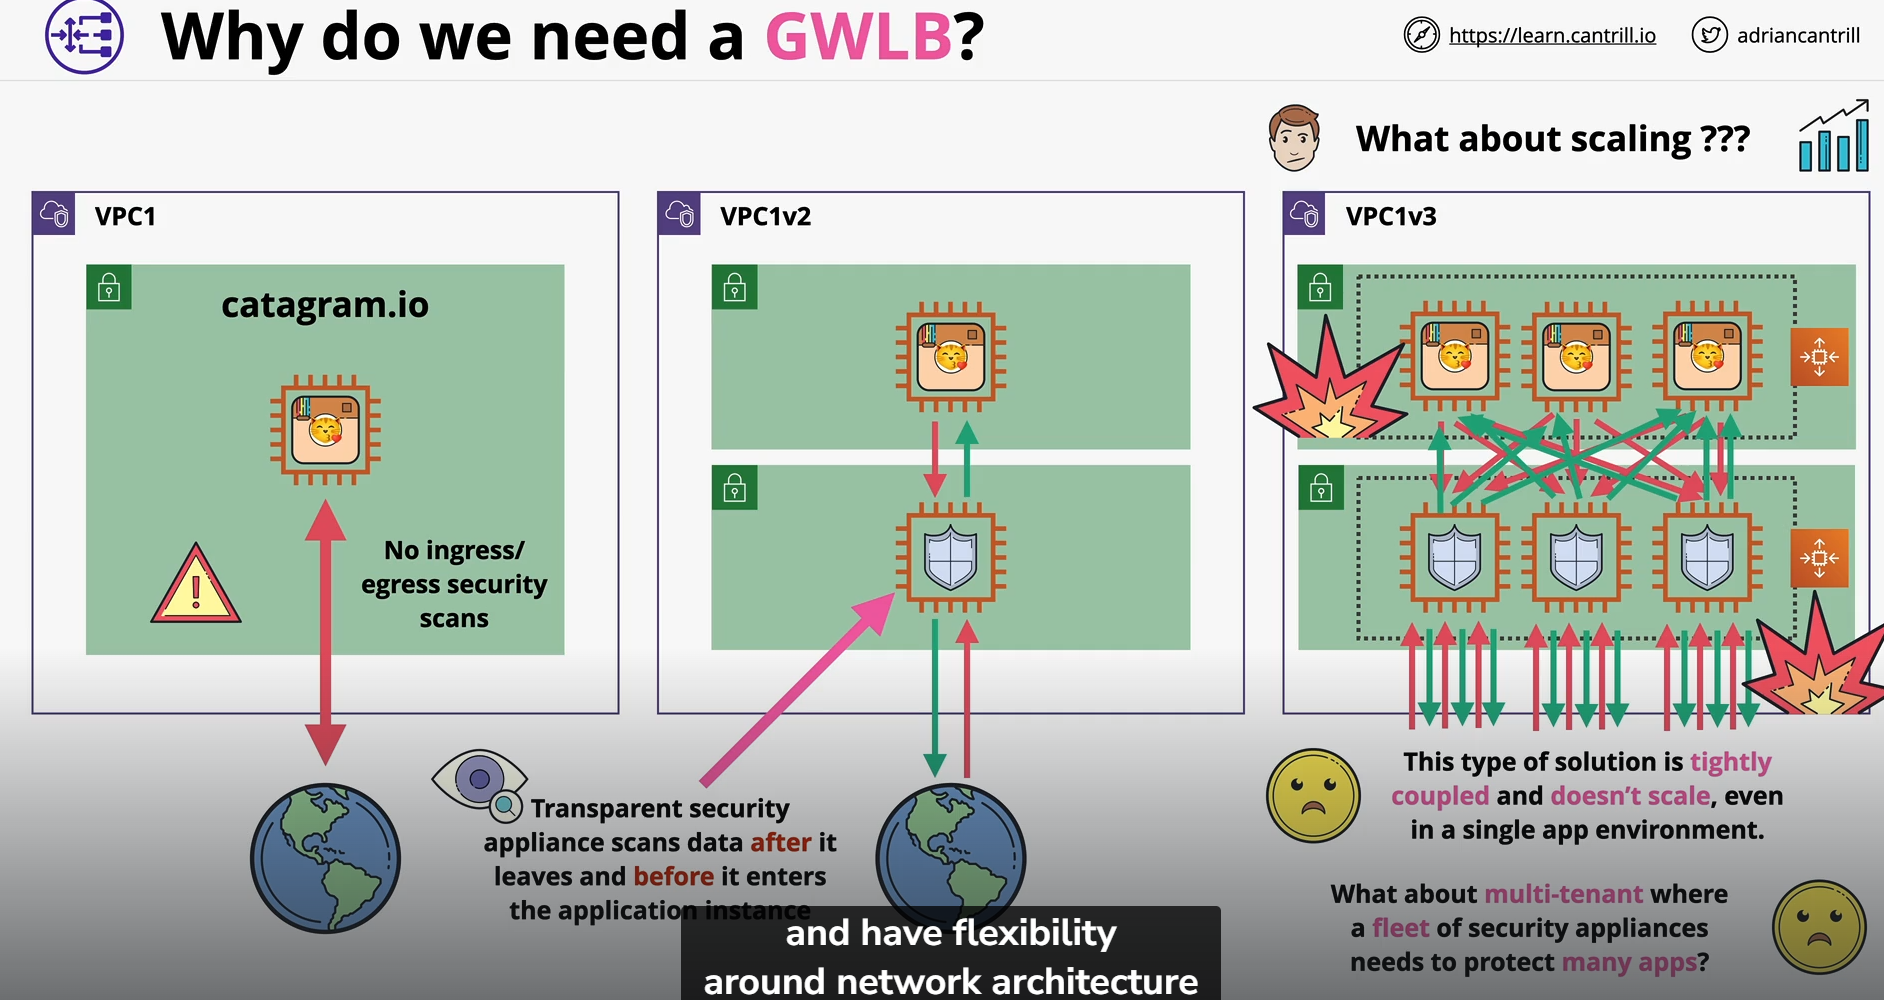 Why do we need a GWLB?
https://learn.cantrill.io
adriancantrill
What about scaling ???
VPC1
catagram.io
No ingress/
egress security
scans
VPC1v2
Transparent security
appliance scans data after it
leaves and before it enters
the application instance
VPC1v3
This type of solution is tightly
coupled and doesn't scale, even
in a single app environment.
What about multi-tenant where
a fleet of security appliances
needs to protect many apps?
and have flexibility
around network architecture